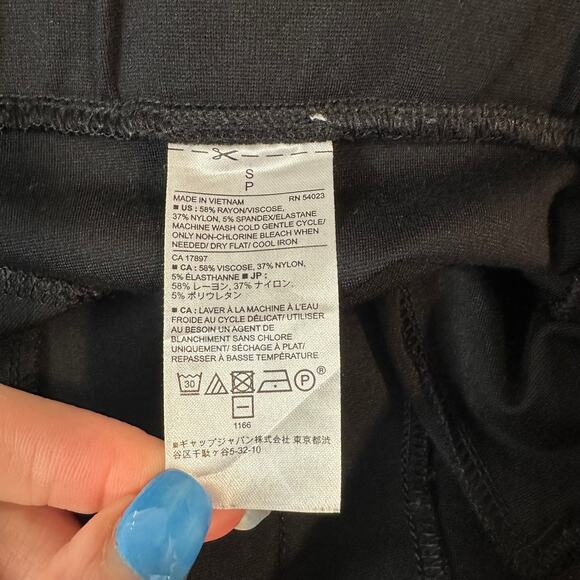 S
P
MADE IN VIETNAM RN 54023
■ US : 58% RAYON/VISCOSE,
37% NYLON, 5% SPANDEX/ELASTANE
MACHINE WASH COLD GENTLE CYCLE/
ONLY NON-CHLORINE BLEACH WHEN
NEEDED/ DRY FLAT/ COOL IRON
CA 17897
■ CA : 58% VISCOSE, 37% NYLON,
5% ÉLASTHANNE ■ JP :
58% レーヨン, 37% ナイロン,
5% ポリウレタン
■ CA : LAVER À LA MACHINE À L'EAU
FROIDE AU CYCLE DÉLICAT/ UTILISER
AU BESOIN UN AGENT DE
BLANCHIMENT SANS CHLORE
UNIQUEMENT/ SÉCHAGE À PLAT/
REPASSER À BASSE TEMPÉRATURE
30 P ®
1166
ギャップジャパン株式会社 東京都渋
谷区千駄ヶ谷5-32-10